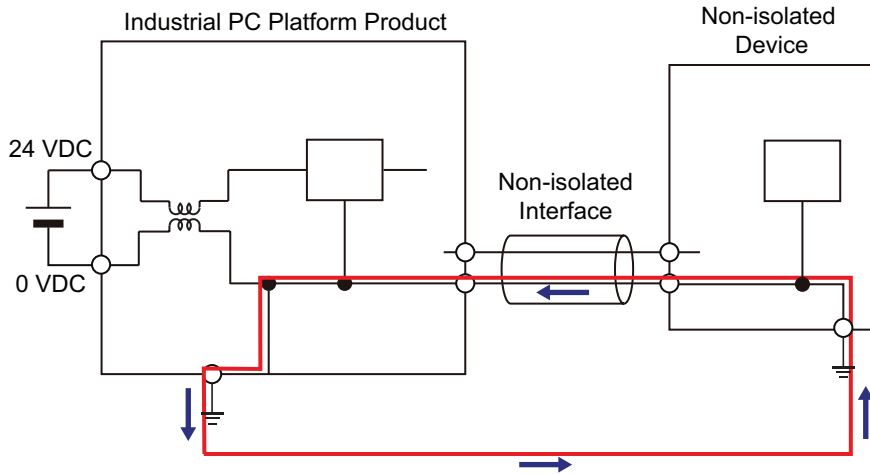 Industrial PC Platform Product
Non-isolated
Device
24 VDC
0 VDC
Non-isolated
Interface